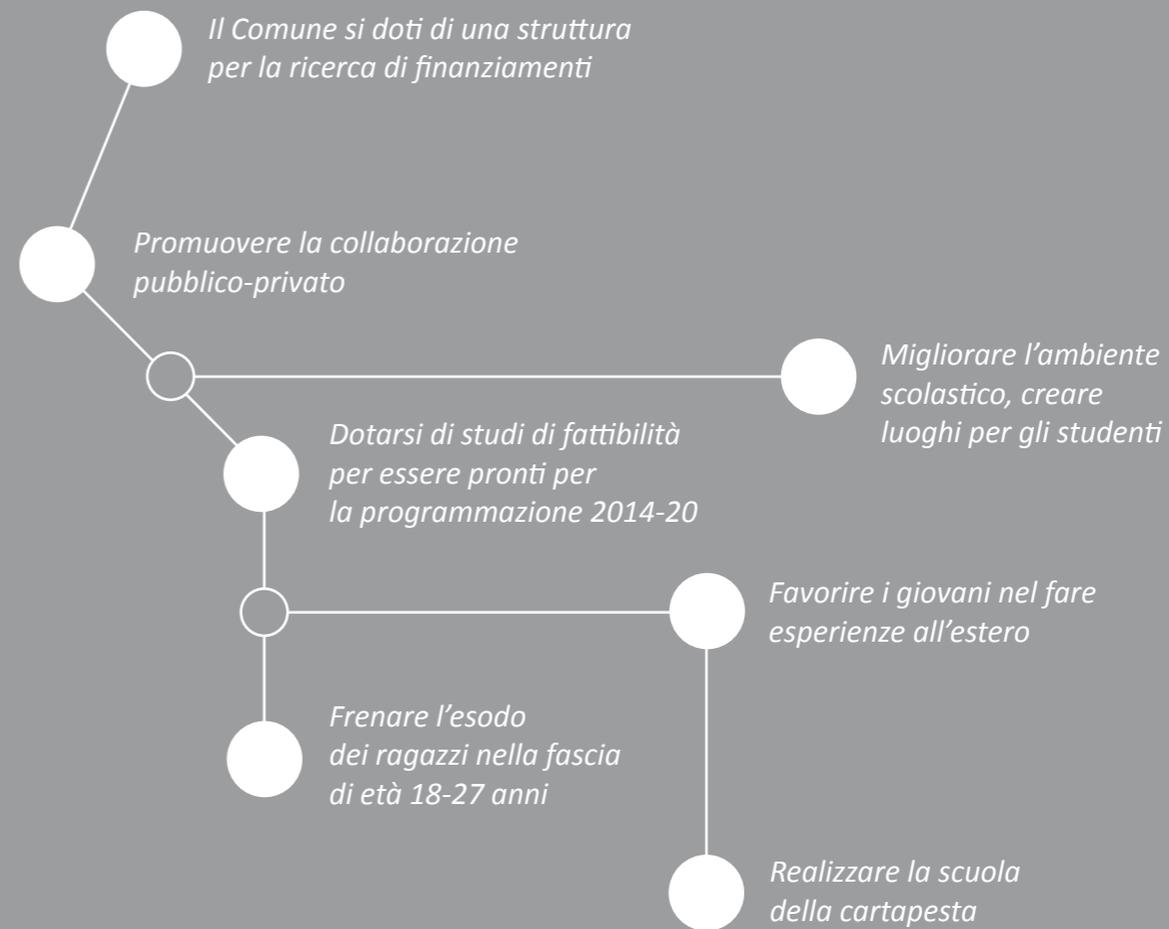 Il Comune si doti di una struttura
per la ricerca di finanziamenti
Promuovere la collaborazione
pubblico-privato
Migliorare l’ambiente
scolastico, creare
luoghi per gli studenti
Dotarsi di studi di fattibilità
per essere pronti per
la programmazione 2014-20
Favorire i giovani nel fare
esperienze all’estero
Frenare l’esodo
dei ragazzi nella fascia
di età 18-27 anni
Realizzare la scuola
della cartapesta